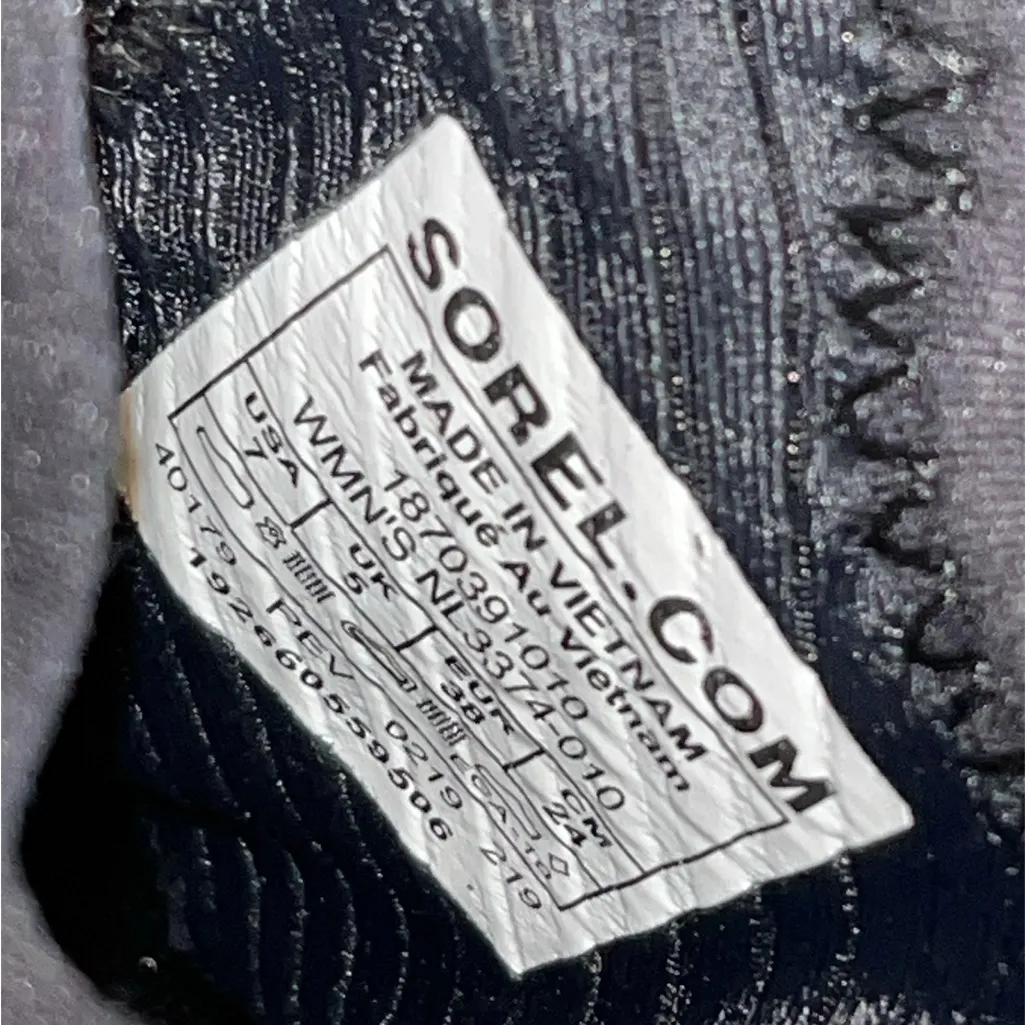 SOREL.COM
MADE IN VIETNAM
Fabriqué Au Vietnam
1870391010
WMN'S NL3374-010
USA UK EUR CM
7 5 38 24
401179 REV 0219 219
192660559506